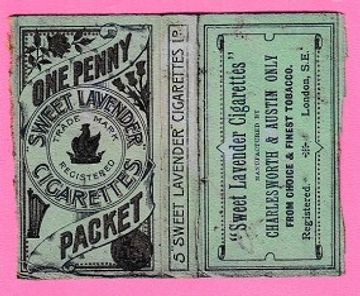 ONE PENNY
"SWEET LAVENDER"
TRADE MARK
REGISTERED
CIGARETTES
PACKET
5 SWEET LAVENDER CIGARETTES 1D.
"Sweet Lavender Cigarettes"
MANUFACTURED BY
CHARLESWORTH & AUSTIN ONLY
FROM CHOICE & FINEST TOBACCO.
Registered. London, S.E.